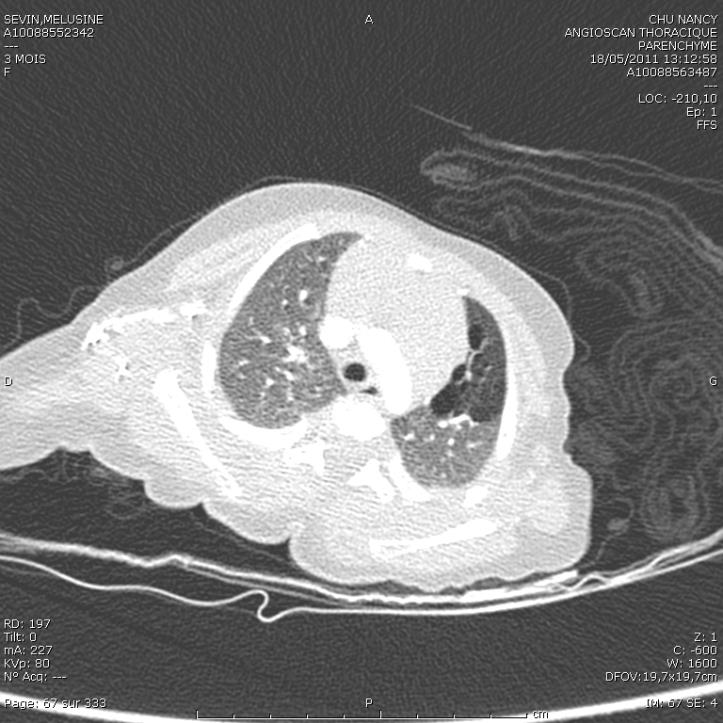 SEVIN,MELUSINE
A10088552342
---
3 MOIS
F
A
CHU NANCY
ANGIOSCAN THORACIQUE
PARENCHYME
18/05/2011 13:12:58
A10088563487
---
LOC: -210,10
Ep: 1
FFS
D
G
RD: 197
Tilt: 0
mA: 227
KVp: 80
N° Acq: ---
Page: 67 sur 333
P
cm
Z: 1
C: -600
W: 1600
DFOV:19,7x19,7cm
IM: 67 SE: 4